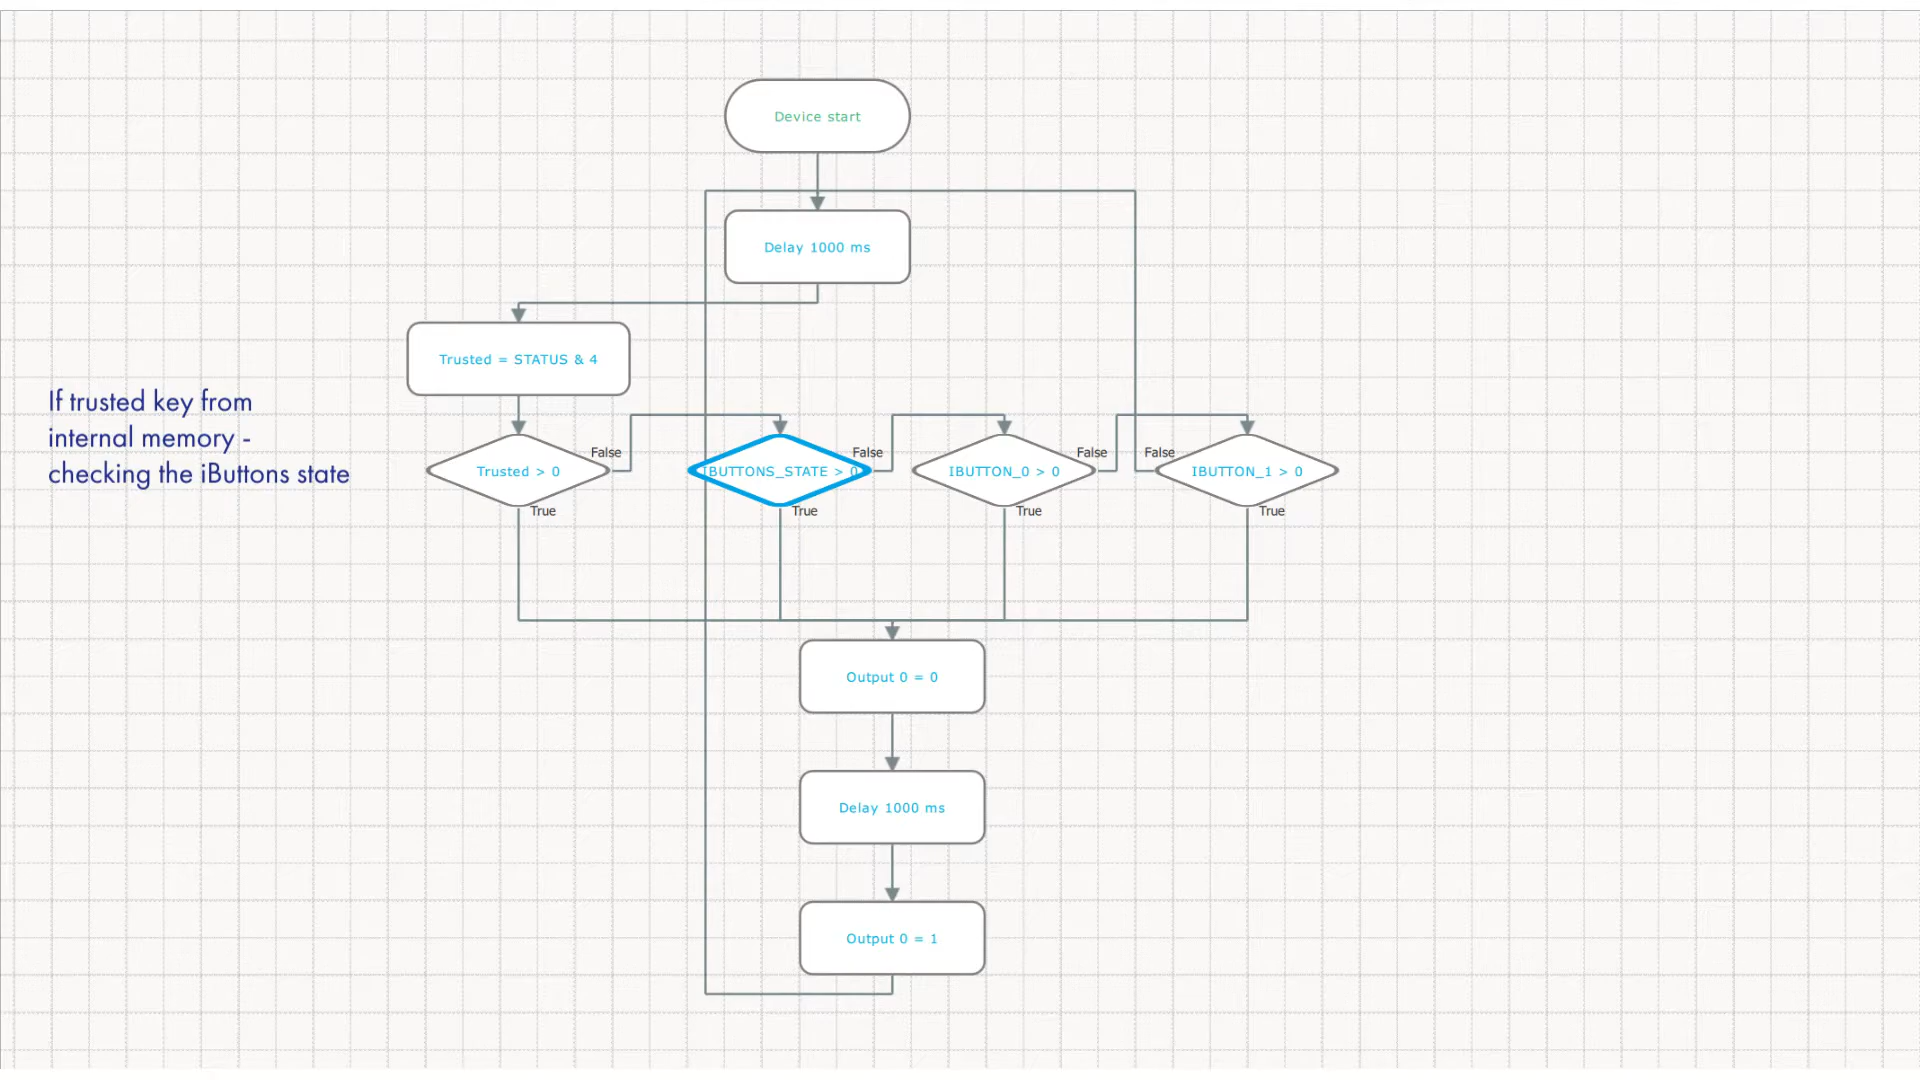 Device start
Delay 1000 ms
Trusted = STATUS & 4
If trusted key from
internal memory -
checking the iButtons state
Trusted > 0
False
True
IBUTTONS_STATE > 0
False
True
IBUTTON_0 > 0
False
True
False
IBUTTON_1 > 0
True
Output 0 = 0
Delay 1000 ms
Output 0 = 1